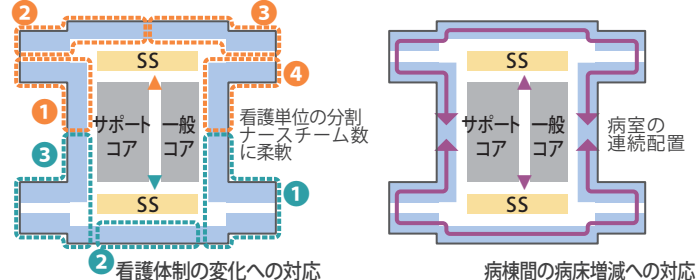 ② ③
SS
④
①
サポート
コア
一般
コア
看護単位の分割
ナースチーム数
に柔軟
③
①
SS
②
看護体制の変化への対応
SS
サポート
コア
一般
コア
病室の
連続配置
SS
病棟間の病床増減への対応